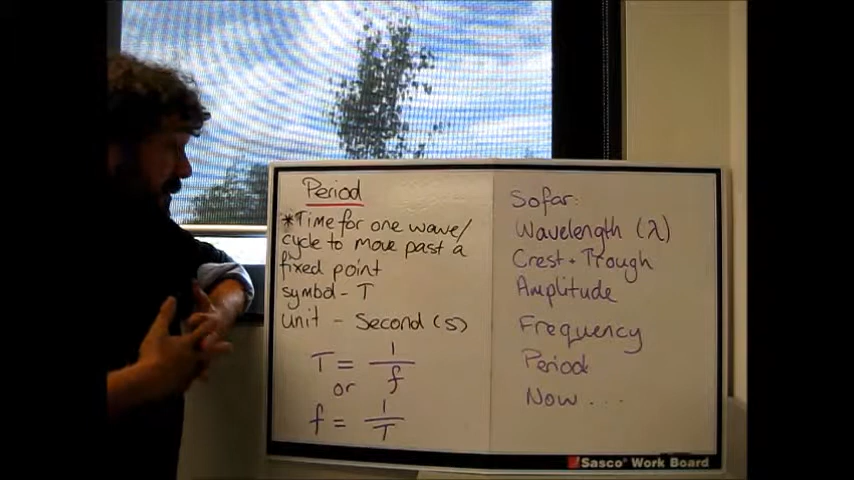 Period
*Time for one wave/
cycle to move past a
fixed point
symbol - T
unit - Second (s)
T = 1/f
or
f = 1/T
So far:
Wavelength (λ)
Crest + Trough
Amplitude
Frequency
Period
Now ....
Sasco® Work Board